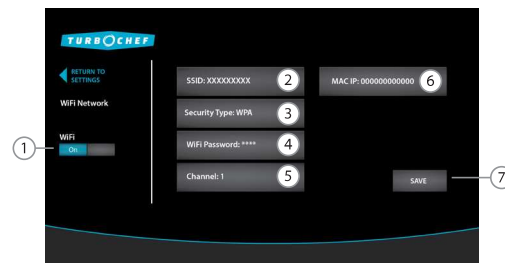 TURBOCHEF
RETURN TO
SETTINGS
WiFi Network
WiFi
On
1
SSID: XXXXXXXXX
2
Security Type: WPA
3
WiFi Password: ****
4
Channel: 1
5
MAC IP: 000000000000
6
SAVE
7